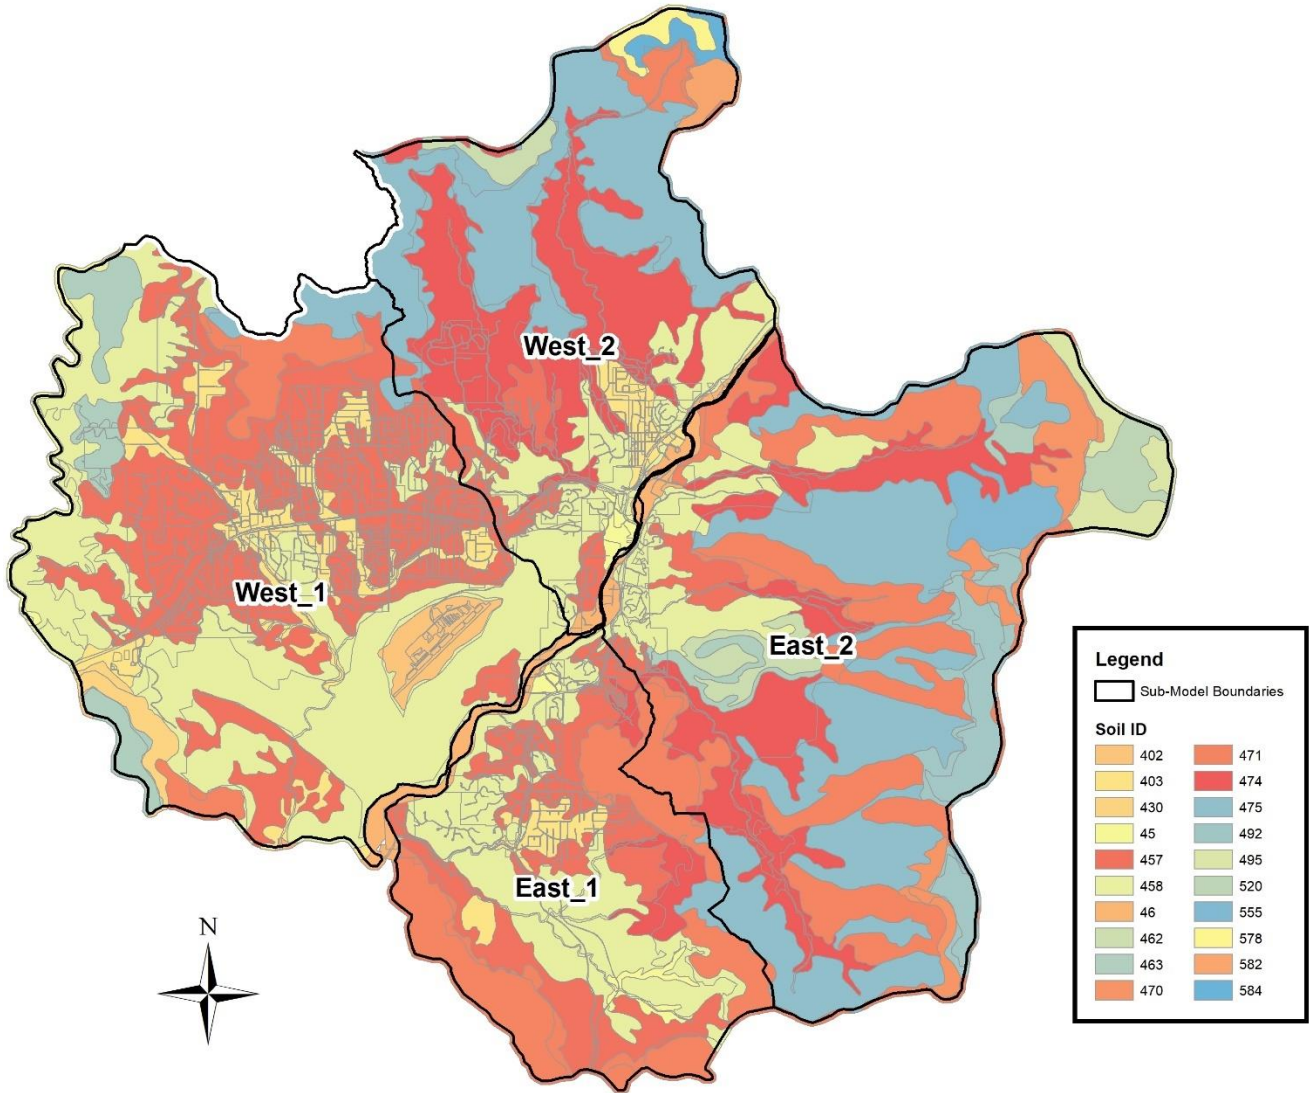 West_2
West_1
East_2
East_1
N
Legend
Sub-Model Boundaries
Soil ID
402 471
403 474
430 475
45 492
457 495
458 520
46 555
462 578
463 582
470 584